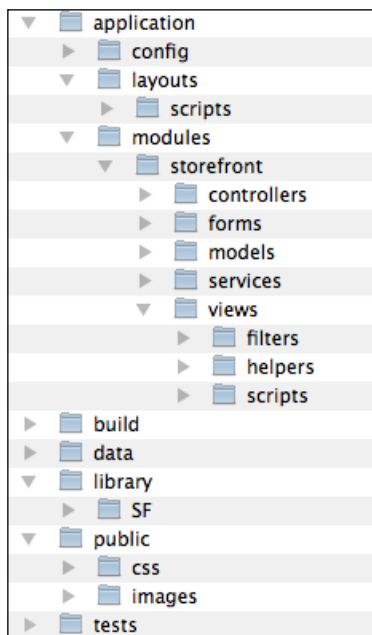 application
config
layouts
scripts
modules
storefront
controllers
forms
models
services
views
filters
helpers
scripts
build
data
library
SF
public
css
images
tests